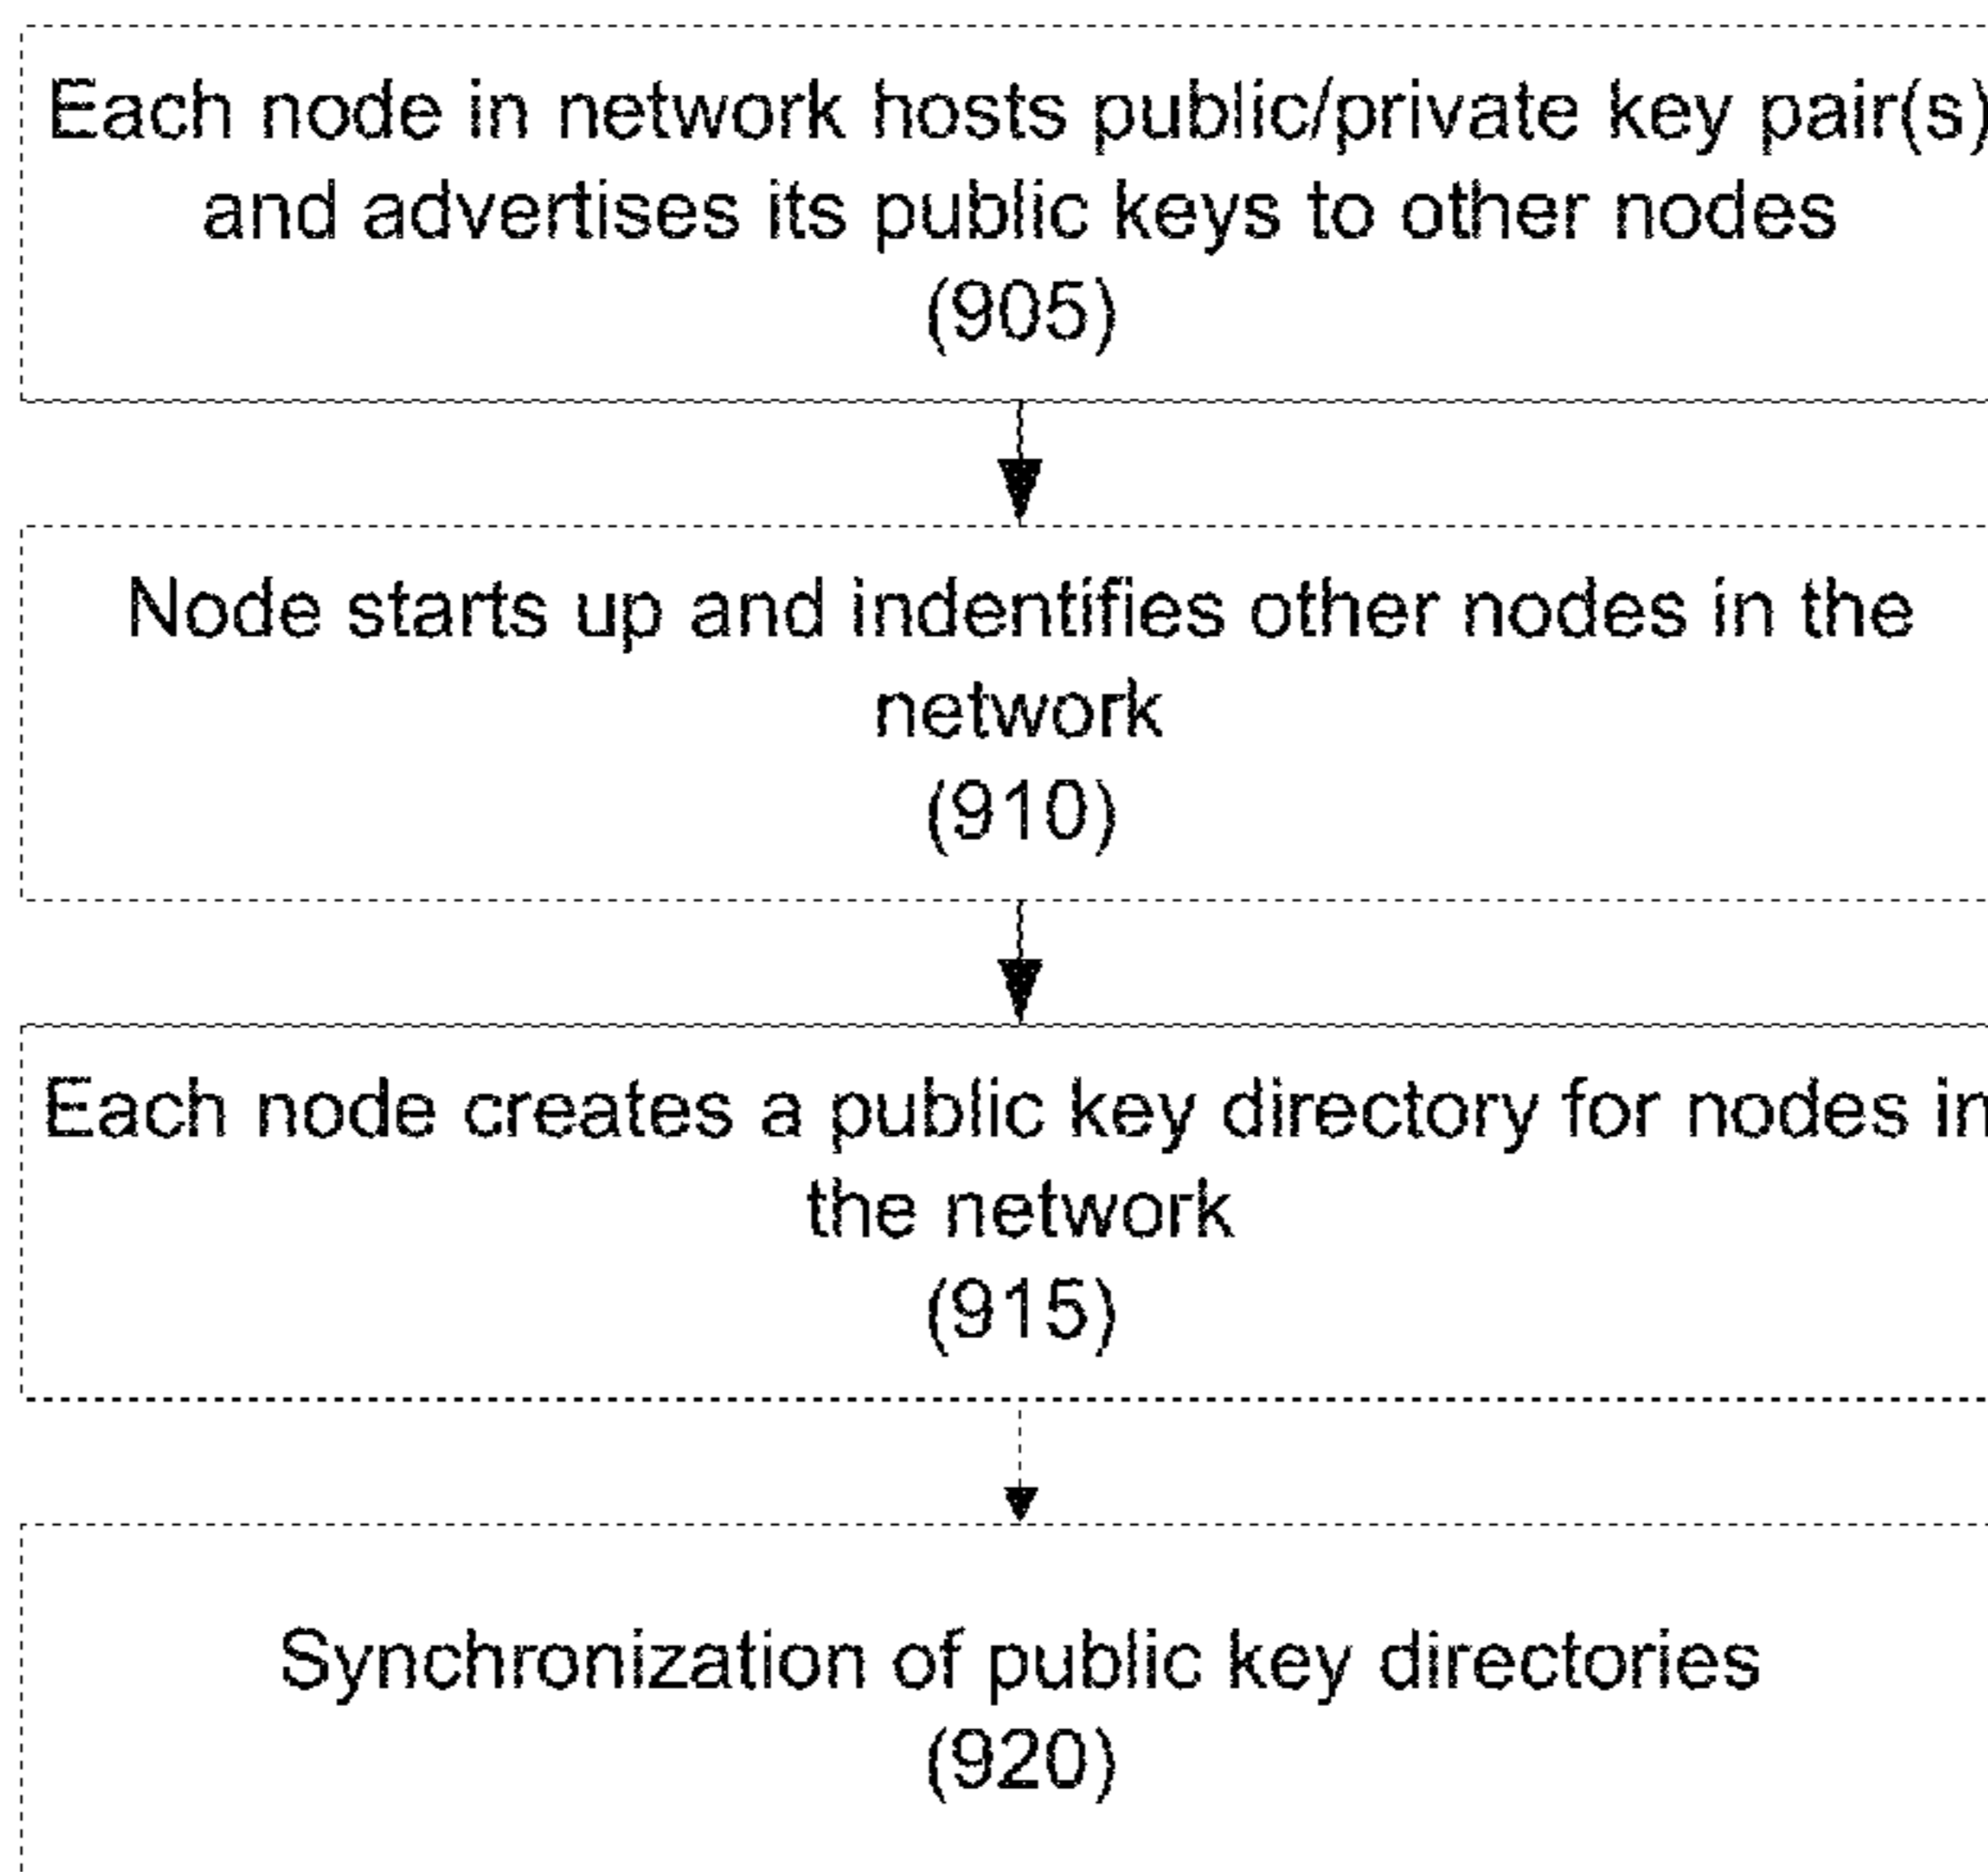 Each node in network hosts public/private key pair(s)
and advertises its public keys to other nodes
(905)
Node starts up and indentifies other nodes in the
network
(910)
Each node creates a public key directory for nodes in
the network
(915)
Synchronization of public key directories
(920)